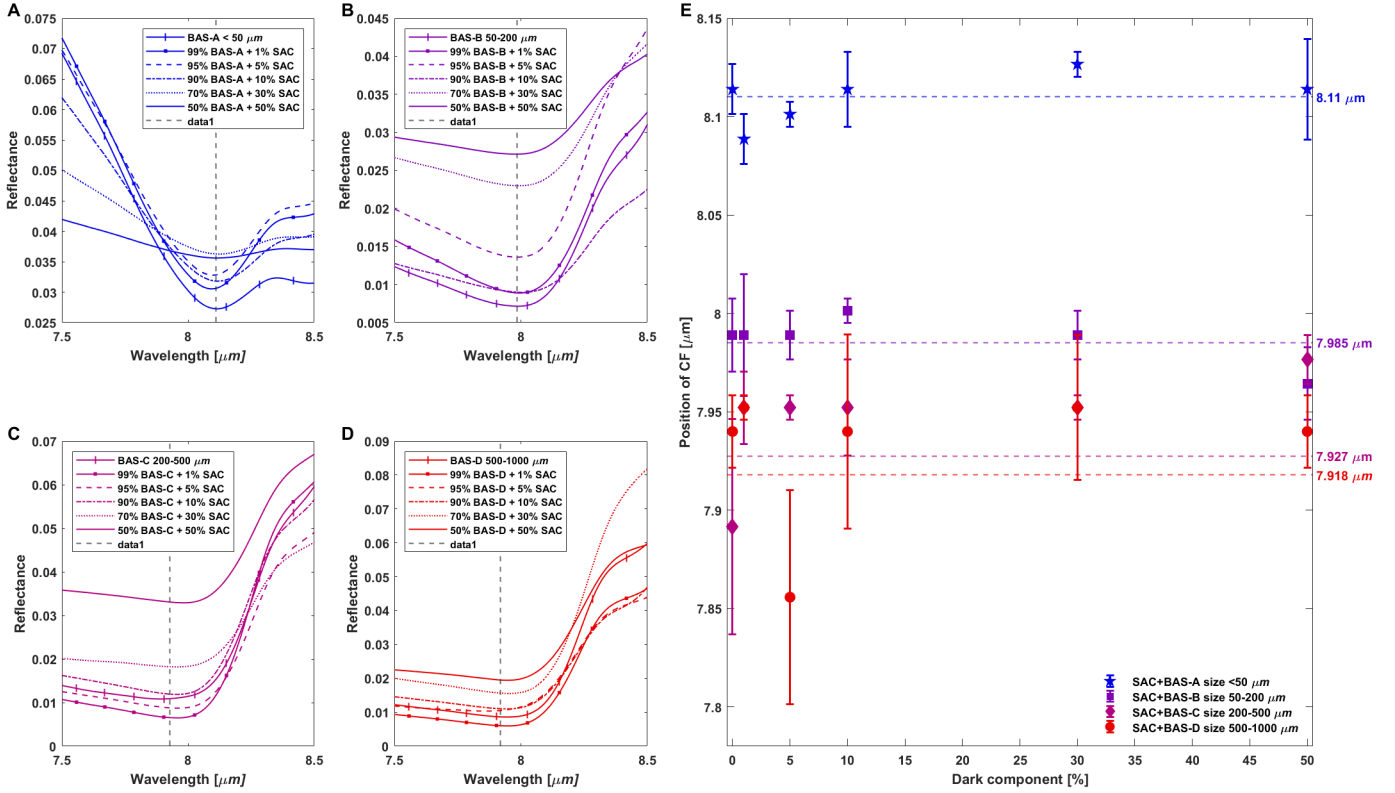 A
0.075
0.07
0.065
0.06
0.055
0.05
0.045
0.04
0.035
0.03
0.025
7.5
8
8.5
Reflectance
Wavelength [μm]
BAS-A < 50 μm
99% BAS-A + 1% SAC
95% BAS-A + 5% SAC
90% BAS-A + 10% SAC
70% BAS-A + 30% SAC
50% BAS-A + 50% SAC
data1
B
0.045
0.04
0.035
0.03
0.025
0.02
0.015
0.01
0.005
7.5
8
8.5
Reflectance
Wavelength [μm]
BAS-B 50-200 μm
99% BAS-B + 1% SAC
95% BAS-B + 5% SAC
90% BAS-B + 10% SAC
70% BAS-B + 30% SAC
50% BAS-B + 50% SAC
data1
C
0.07
0.06
0.05
0.04
0.03
0.02
0.01
0
7.5
8
8.5
Reflectance
Wavelength [μm]
BAS-C 200-500 μm
99% BAS-C + 1% SAC
95% BAS-C + 5% SAC
90% BAS-C + 10% SAC
70% BAS-C + 30% SAC
50% BAS-C + 50% SAC
data1
D
0.09
0.08
0.07
0.06
0.05
0.04
0.03
0.02
0.01
0
7.5
8
8.5
Reflectance
Wavelength [μm]
BAS-D 500-1000 μm
99% BAS-D + 1% SAC
95% BAS-D + 5% SAC
90% BAS-D + 10% SAC
70% BAS-D + 30% SAC
50% BAS-D + 50% SAC
data1
E
8.15
8.1
8.05
8
7.95
7.9
7.85
7.8
0
5
10
15
20
25
30
35
40
45
50
Position of CF [μm]
Dark component [%]
8.11 μm
7.985 μm
7.927 μm
7.918 μm
SAC+BAS-A size <50 μm
SAC+BAS-B size 50-200 μm
SAC+BAS-C size 200-500 μm
SAC+BAS-D size 500-1000 μm